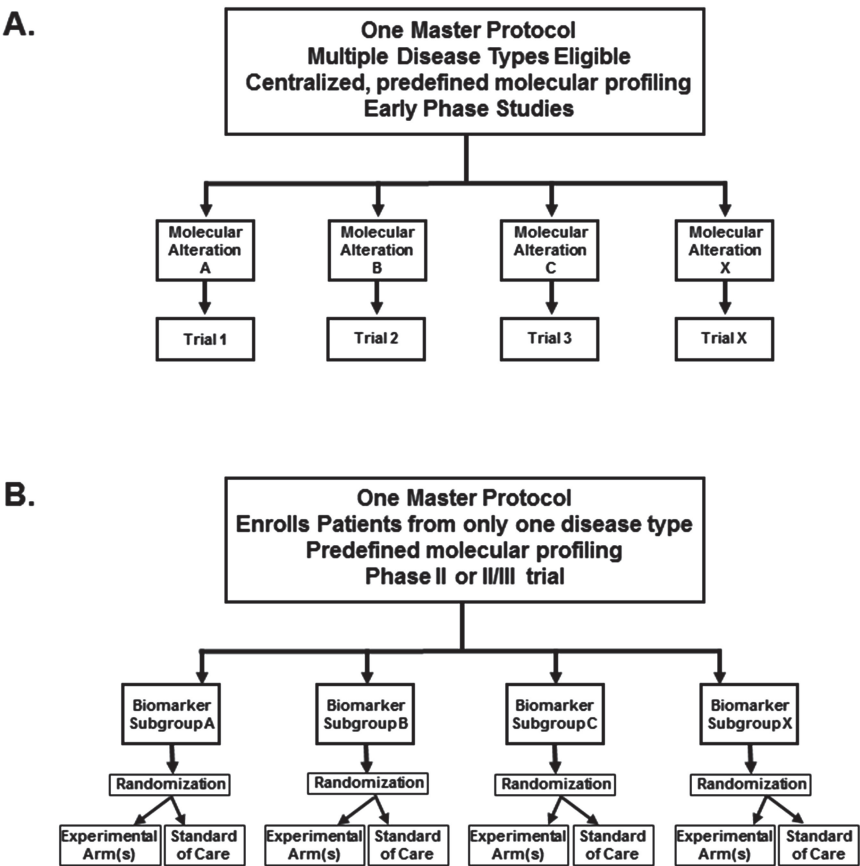 A.
One Master Protocol
Multiple Disease Types Eligible
Centralized, predefined molecular profiling
Early Phase Studies
Molecular
Alteration
A
Molecular
Alteration
B
Molecular
Alteration
C
Molecular
Alteration
X
Trial 1
Trial 2
Trial 3
Trial X
B.
One Master Protocol
Enrolls Patients from only one disease type
Predefined molecular profiling
Phase II or II/III trial
Biomarker
Subgroup A
Biomarker
Subgroup B
Biomarker
Subgroup C
Biomarker
Subgroup X
Randomization
Randomization
Randomization
Randomization
Experimental
Arm(s)
Standard
of Care
Experimental
Arm(s)
Standard
of Care
Experimental
Arm(s)
Standard
of Care
Experimental
Arm(s)
Standard
of Care